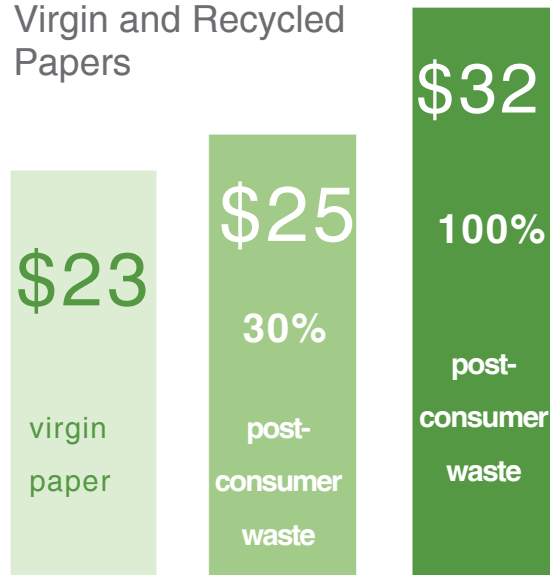 Virgin and Recycled
Papers
$23
virgin
paper
$25
30%
post-
consumer
waste
$32
100%
post-
consumer
waste